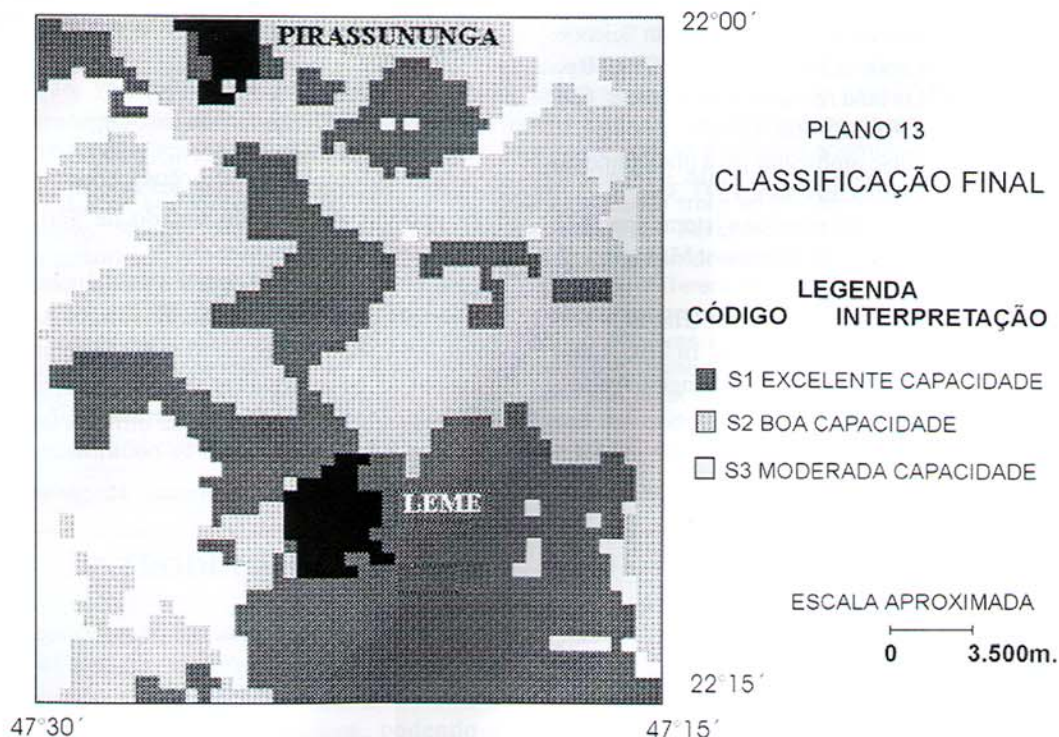 PIRASSUNUNGA
LEME
22°00´
PLANO 13
CLASSIFICAÇÃO FINAL
LEGENDA
CÓDIGO INTERPRETAÇÃO
S1 EXCELENTE CAPACIDADE
S2 BOA CAPACIDADE
S3 MODERADA CAPACIDADE
ESCALA APROXIMADA
0 3.500m.
22°15´
47°30´ 47°15´